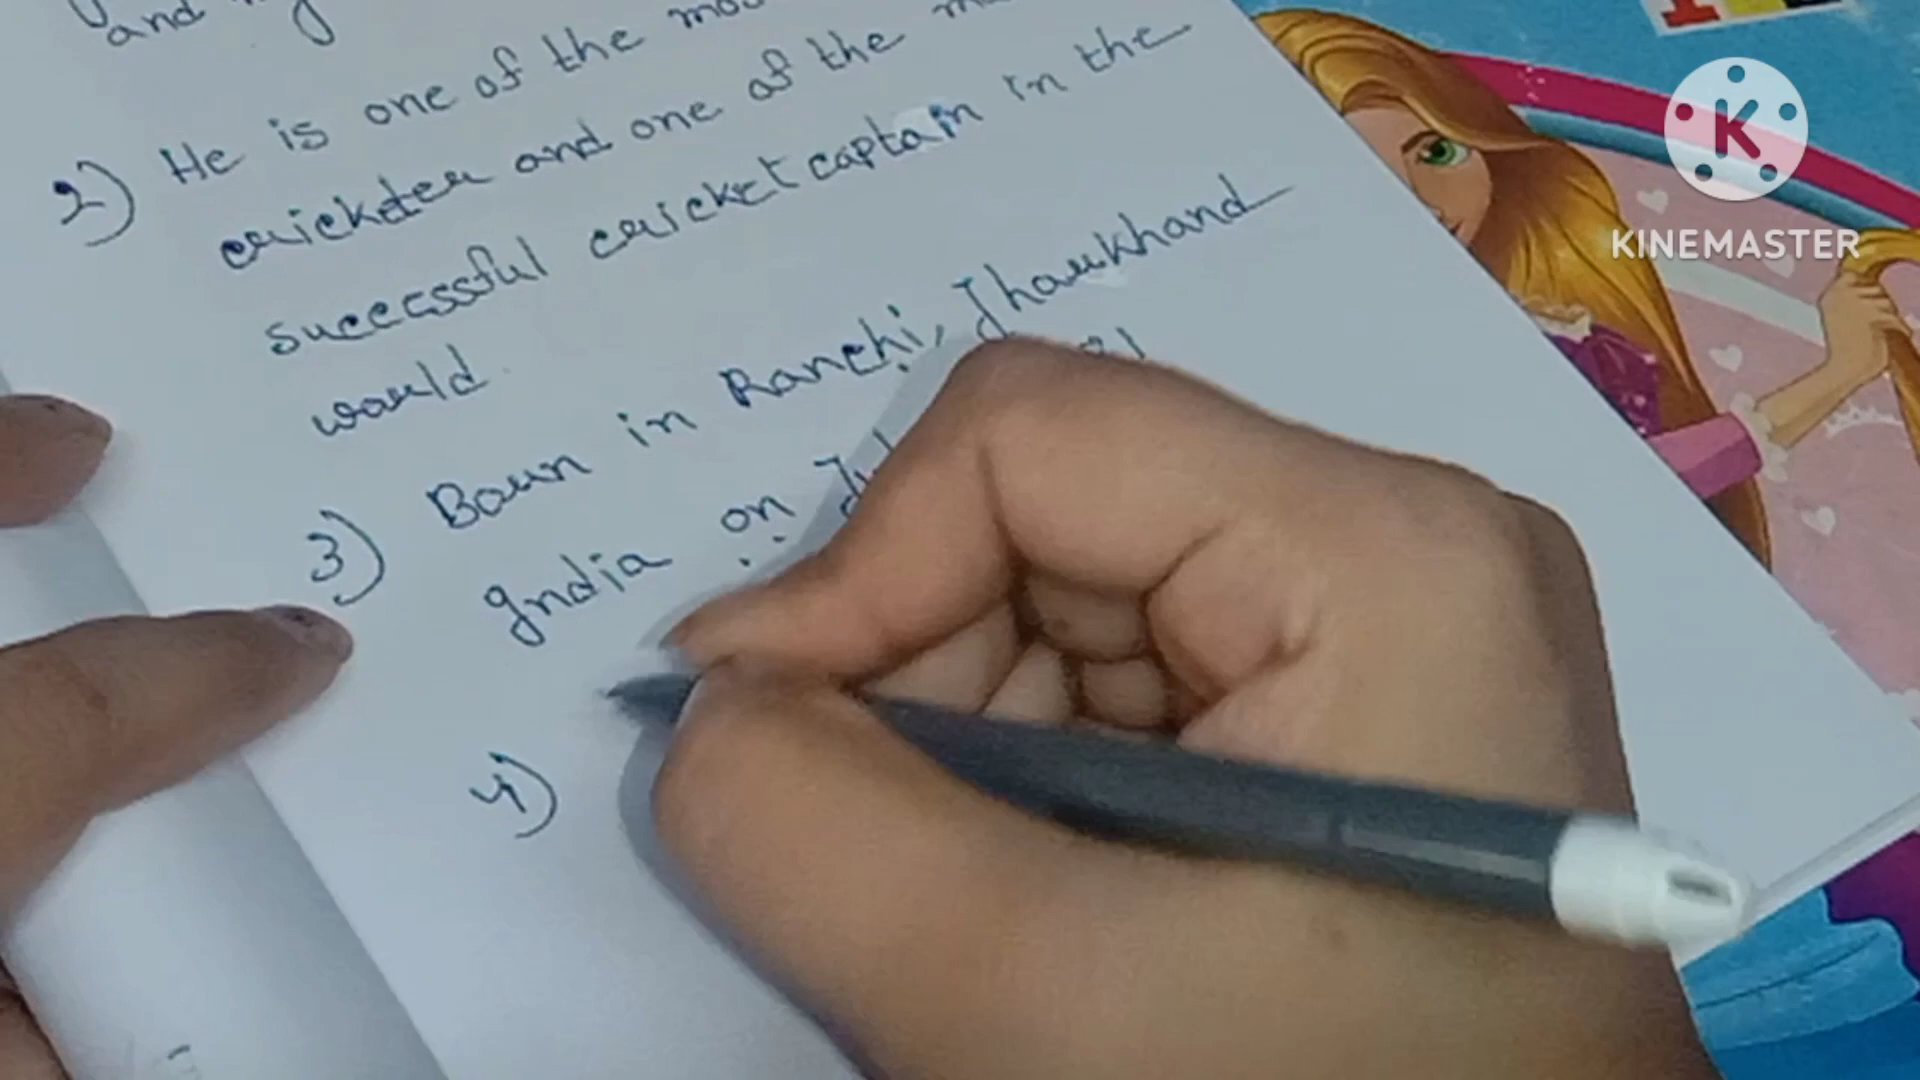 and
2) He is one of the
cricketer and one of the
successful cricket captain in the
world
3) Born in Ranchi, Jharkhand
India on
4)
K
KINEMASTER